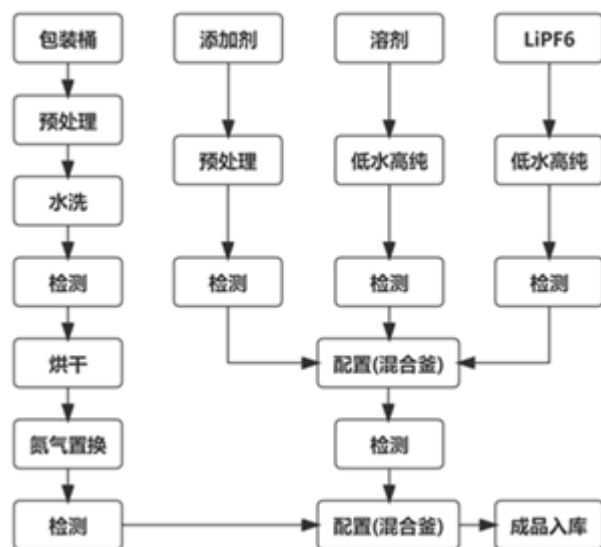 包装桶
添加剂
溶剂
LiPF6
预处理
预处理
低水高纯
低水高纯
水洗
检测
检测
检测
检测
烘干
配置(混合釜)
氮气置换
检测
检测
配置(混合釜)
成品入库